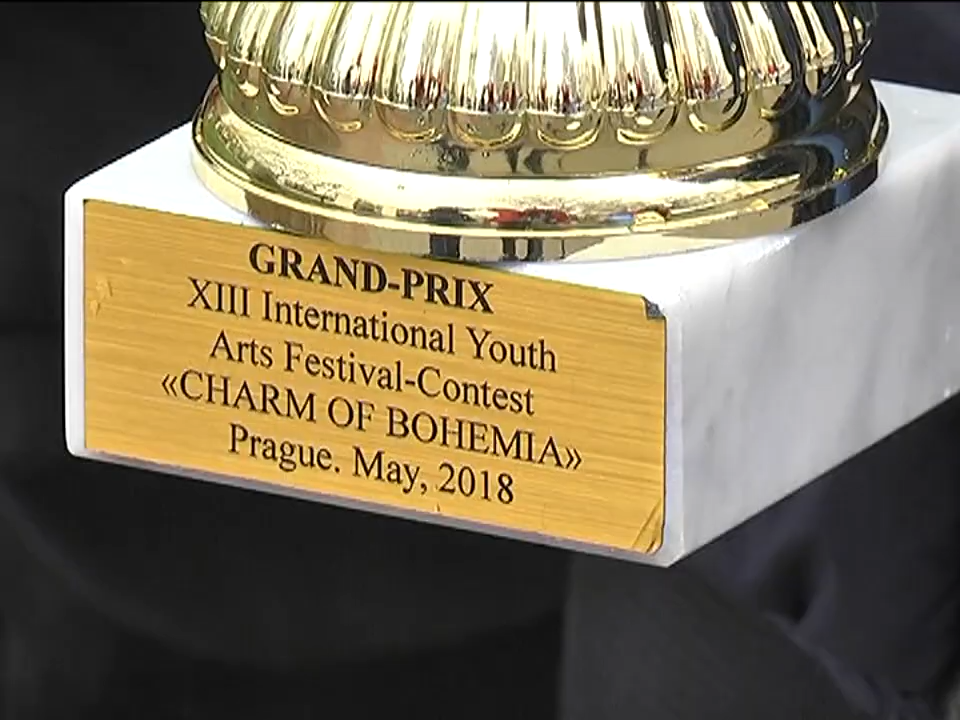 GRAND-PRIX
XIII International Youth
Arts Festival-Contest
«CHARM OF BOHEMIA»
Prague. May, 2018